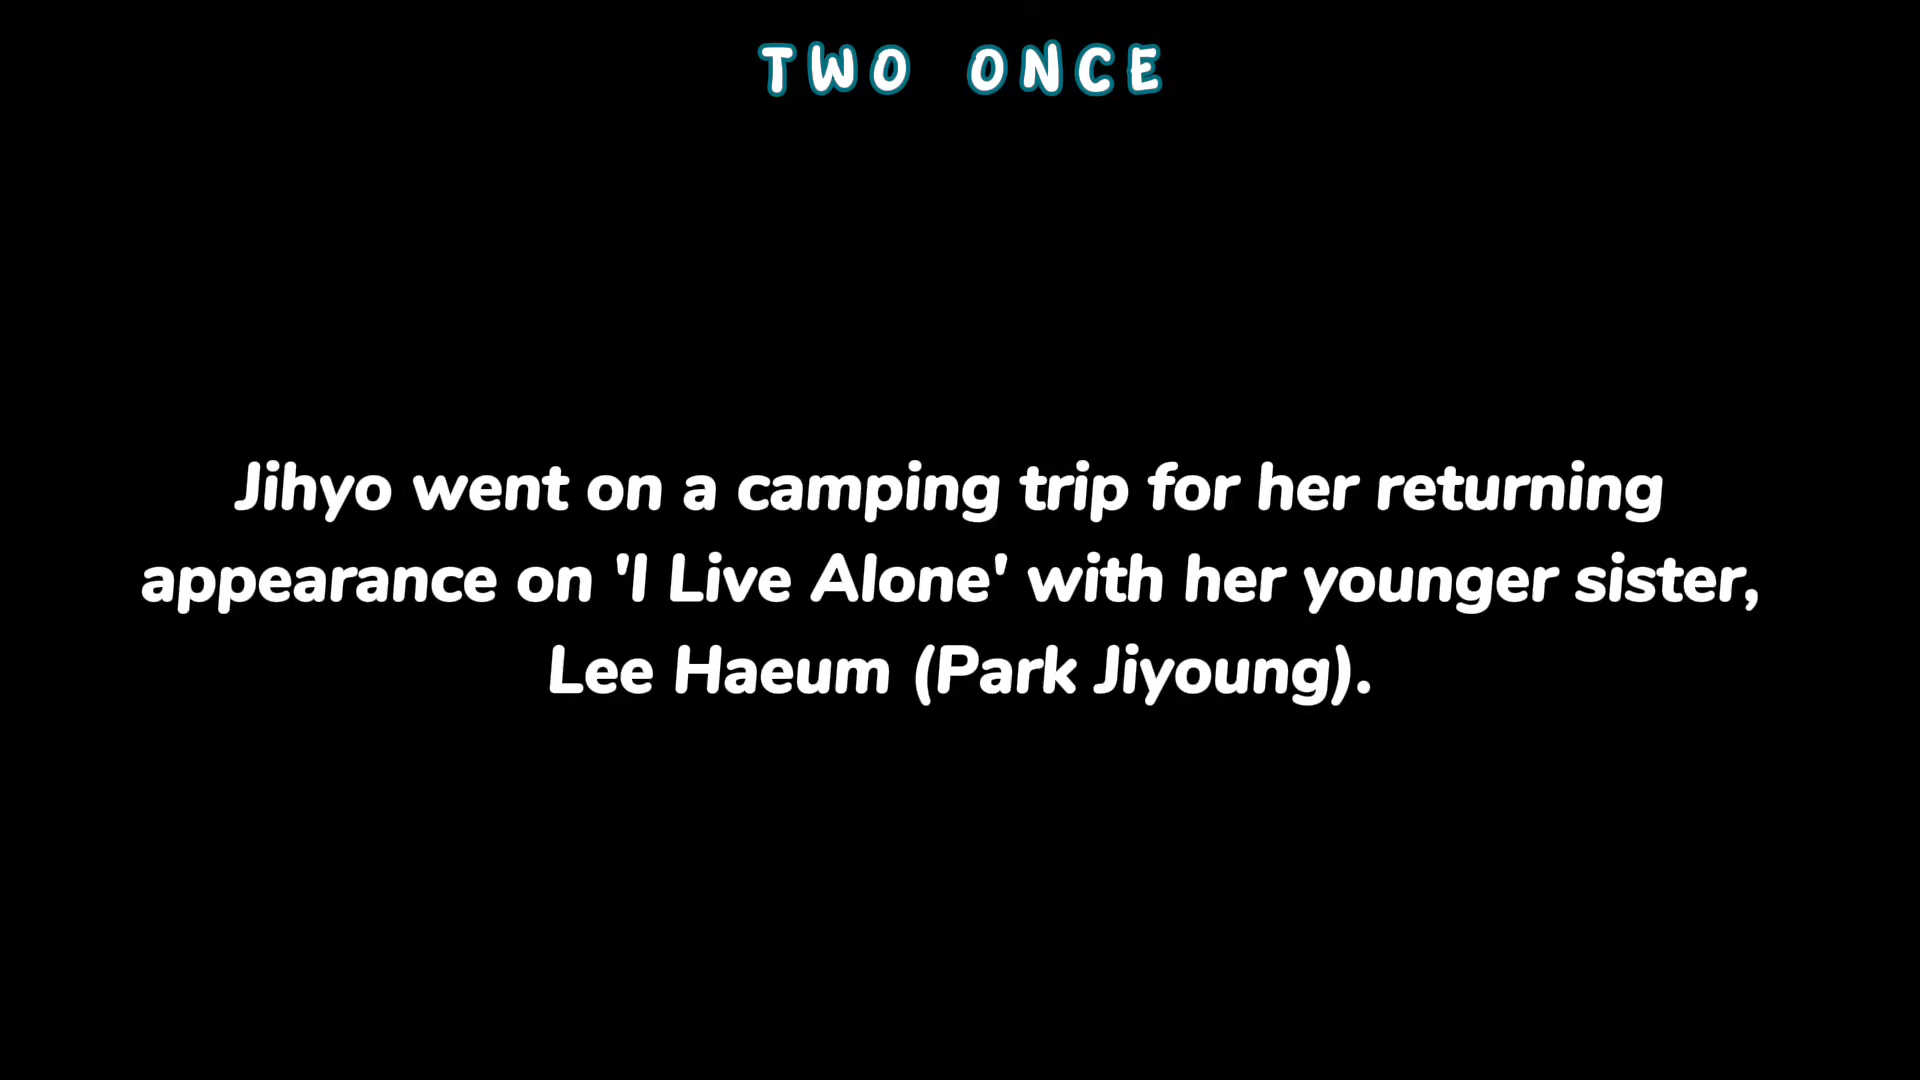 TWO ONCE
Jihyo went on a camping trip for her returning
appearance on 'I Live Alone' with her younger sister,
Lee Haeum (Park Jiyoung).